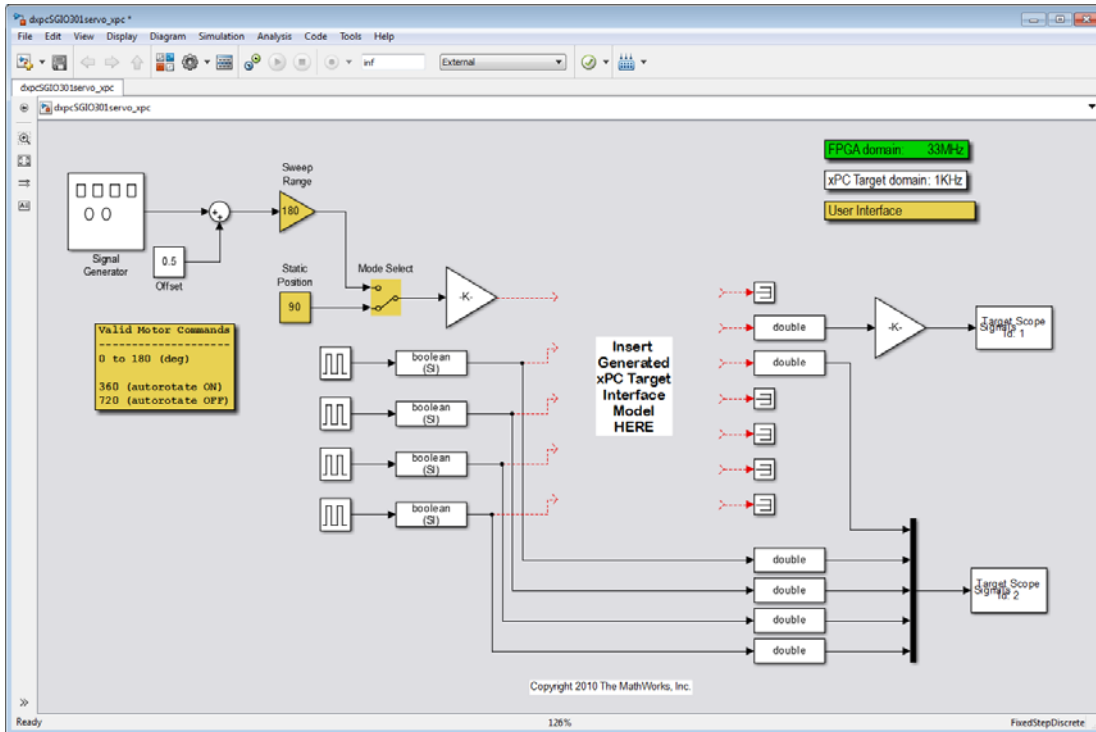 dxpcSGIO301servo_xpc *
File Edit View Display Diagram Simulation Analysis Code Tools Help
inf
External
dxpcSGIO301servo_xpc
dxpcSGIO301servo_xpc
FPGA domain: 33MHz
xPC Target domain: 1KHz
User Interface
Sweep
Range
180
Signal
Generator
0.5
Offset
Static
Position
90
Mode Select
-K-
Valid Motor Commands
---------------------
0 to 180 (deg)
360 (autorotate ON)
720 (autorotate OFF)
boolean
(SI)
boolean
(SI)
boolean
(SI)
boolean
(SI)
Insert
Generated
xPC Target
Interface
Model
HERE
double
double
-K-
Target Scope
Signals
Id: 1
double
double
double
double
Target Scope
Signals
Id: 2
Copyright 2010 The MathWorks, Inc.
Ready
126%
FixedStepDiscrete